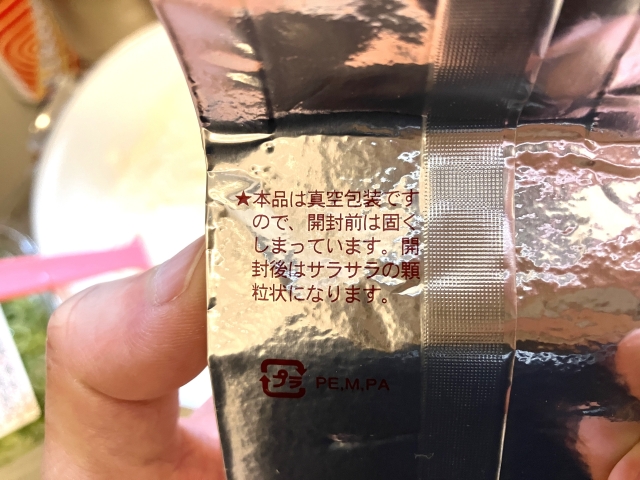 ★本品は真空包装です
ので、開封前は固く
しまっています。開
封後はサラサラの顆
粒状になります。
プラ PE,M,PA